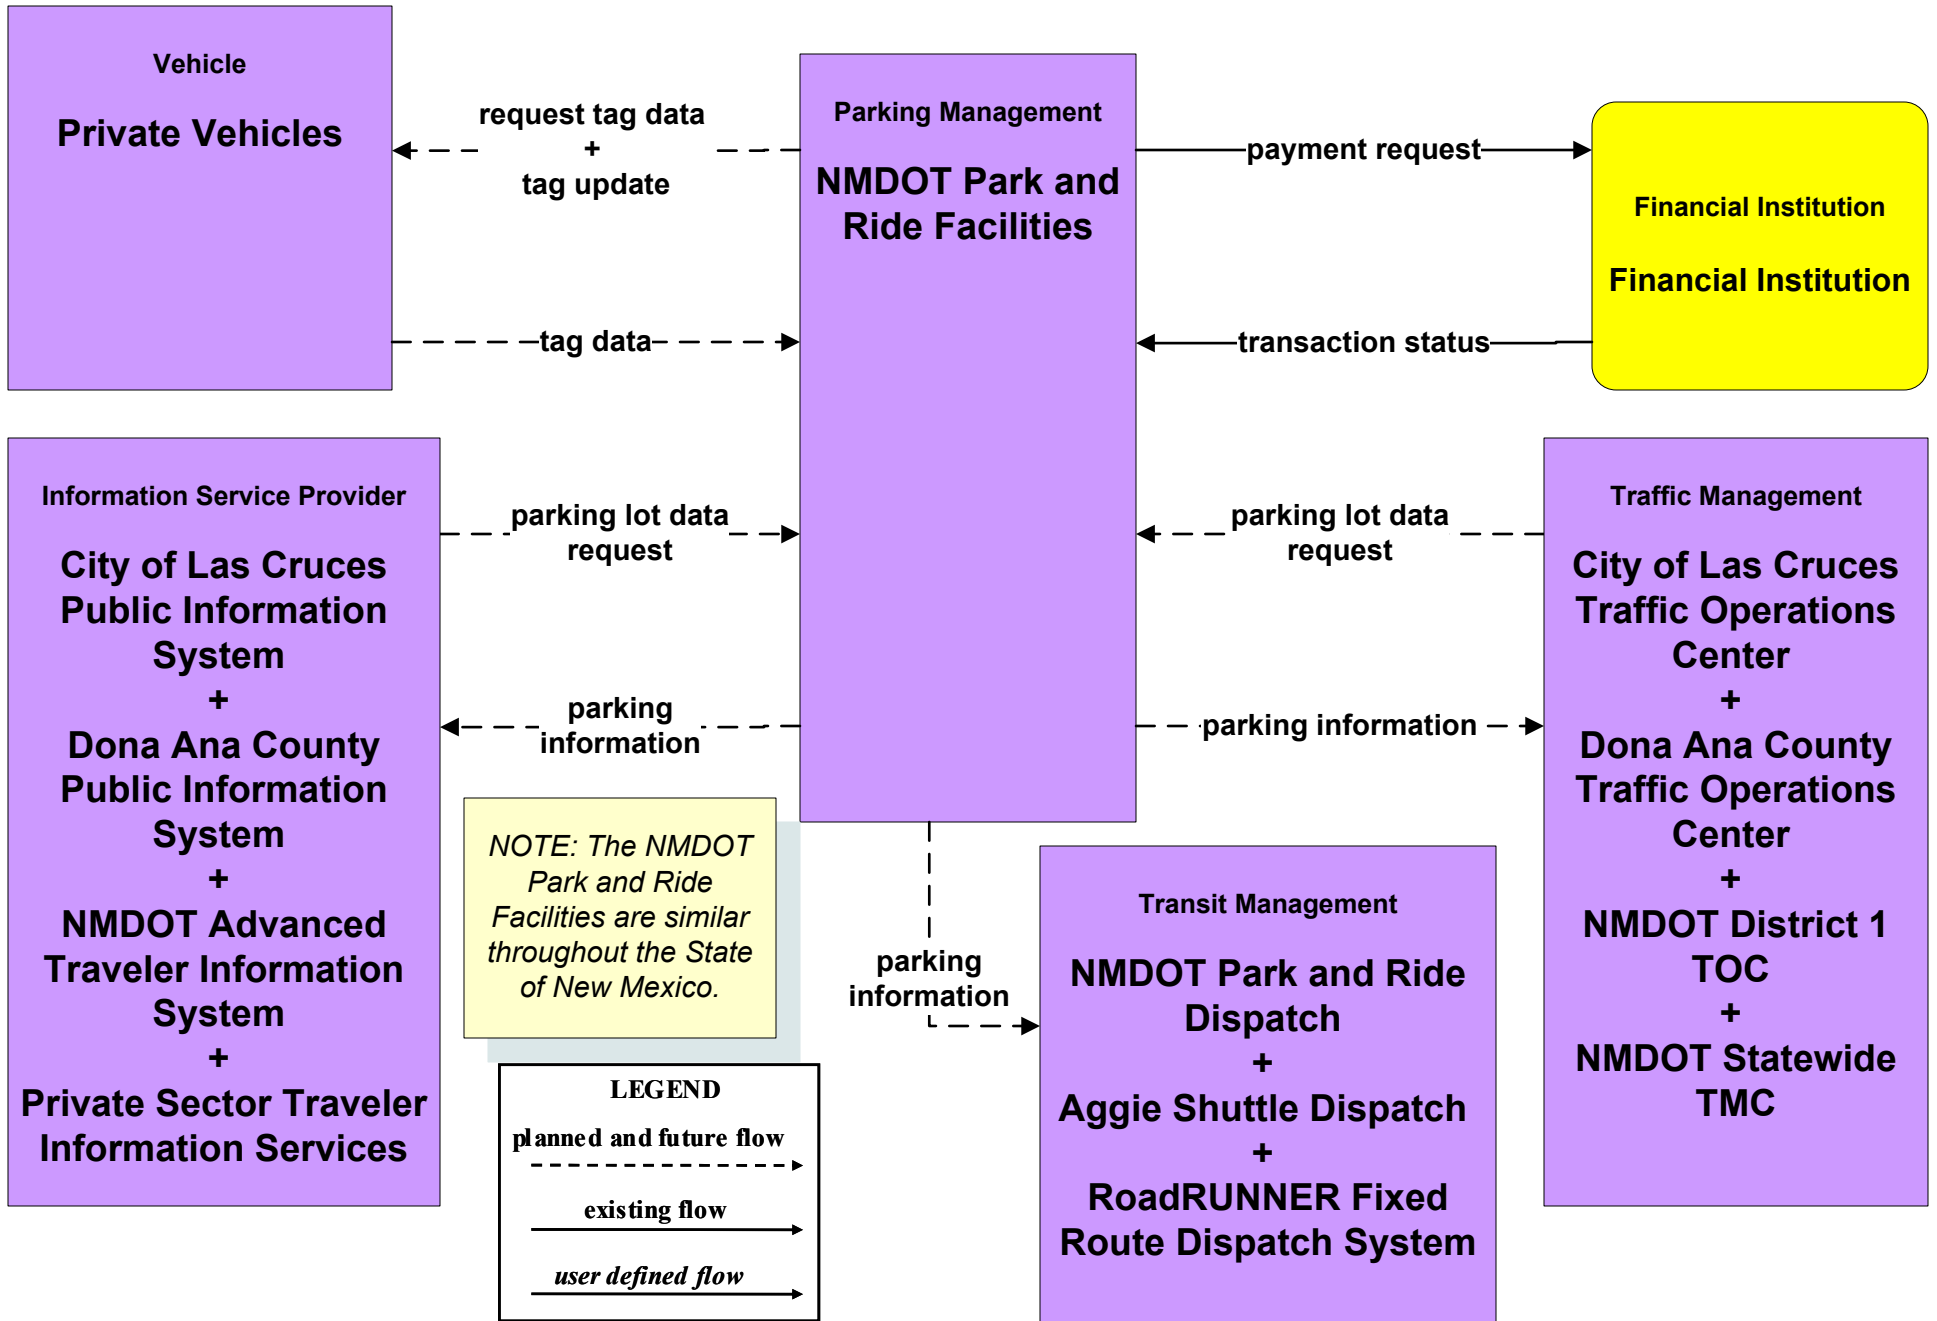 Vehicle
Private Vehicles
request tag data
+
tag update
tag data
Parking Management
NMDOT Park and
Ride Facilities
payment request
transaction status
Financial Institution
Financial Institution
Information Service Provider
City of Las Cruces
Public Information
System
+
Dona Ana County
Public Information
System
+
NMDOT Advanced
Traveler Information
System
+
Private Sector Traveler
Information Services
parking lot data
request
parking
information
parking lot data
request
parking information
Traffic Management
City of Las Cruces
Traffic Operations
Center
+
Dona Ana County
Traffic Operations
Center
+
NMDOT District 1
TOC
+
NMDOT Statewide
TMC
NOTE: The NMDOT
Park and Ride
Facilities are similar
throughout the State
of New Mexico.
parking
information
Transit Management
NMDOT Park and Ride
Dispatch
+
Aggie Shuttle Dispatch
+
RoadRUNNER Fixed
Route Dispatch System
LEGEND
planned and future flow
existing flow
user defined flow